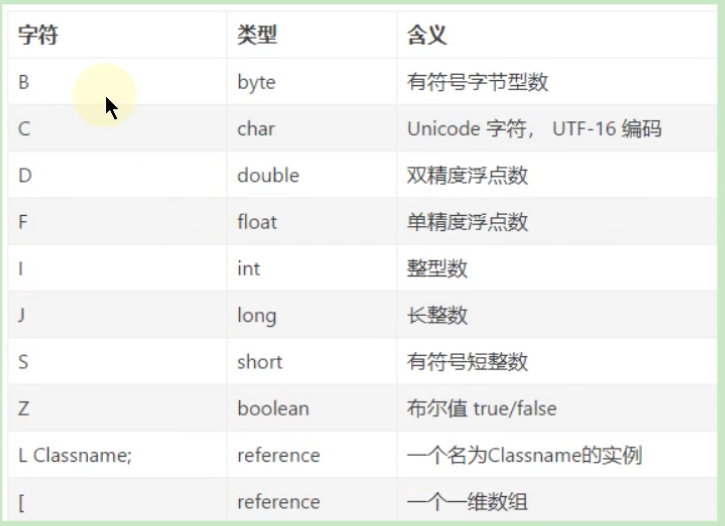 字符 类型 含义
B byte 有符号字节型数
C char Unicode 字符， UTF-16 编码
D double 双精度浮点数
F float 单精度浮点数
I int 整型数
J long 长整数
S short 有符号短整数
Z boolean 布尔值 true/false
L Classname; reference 一个名为Classname的实例
[ reference 一个一维数组